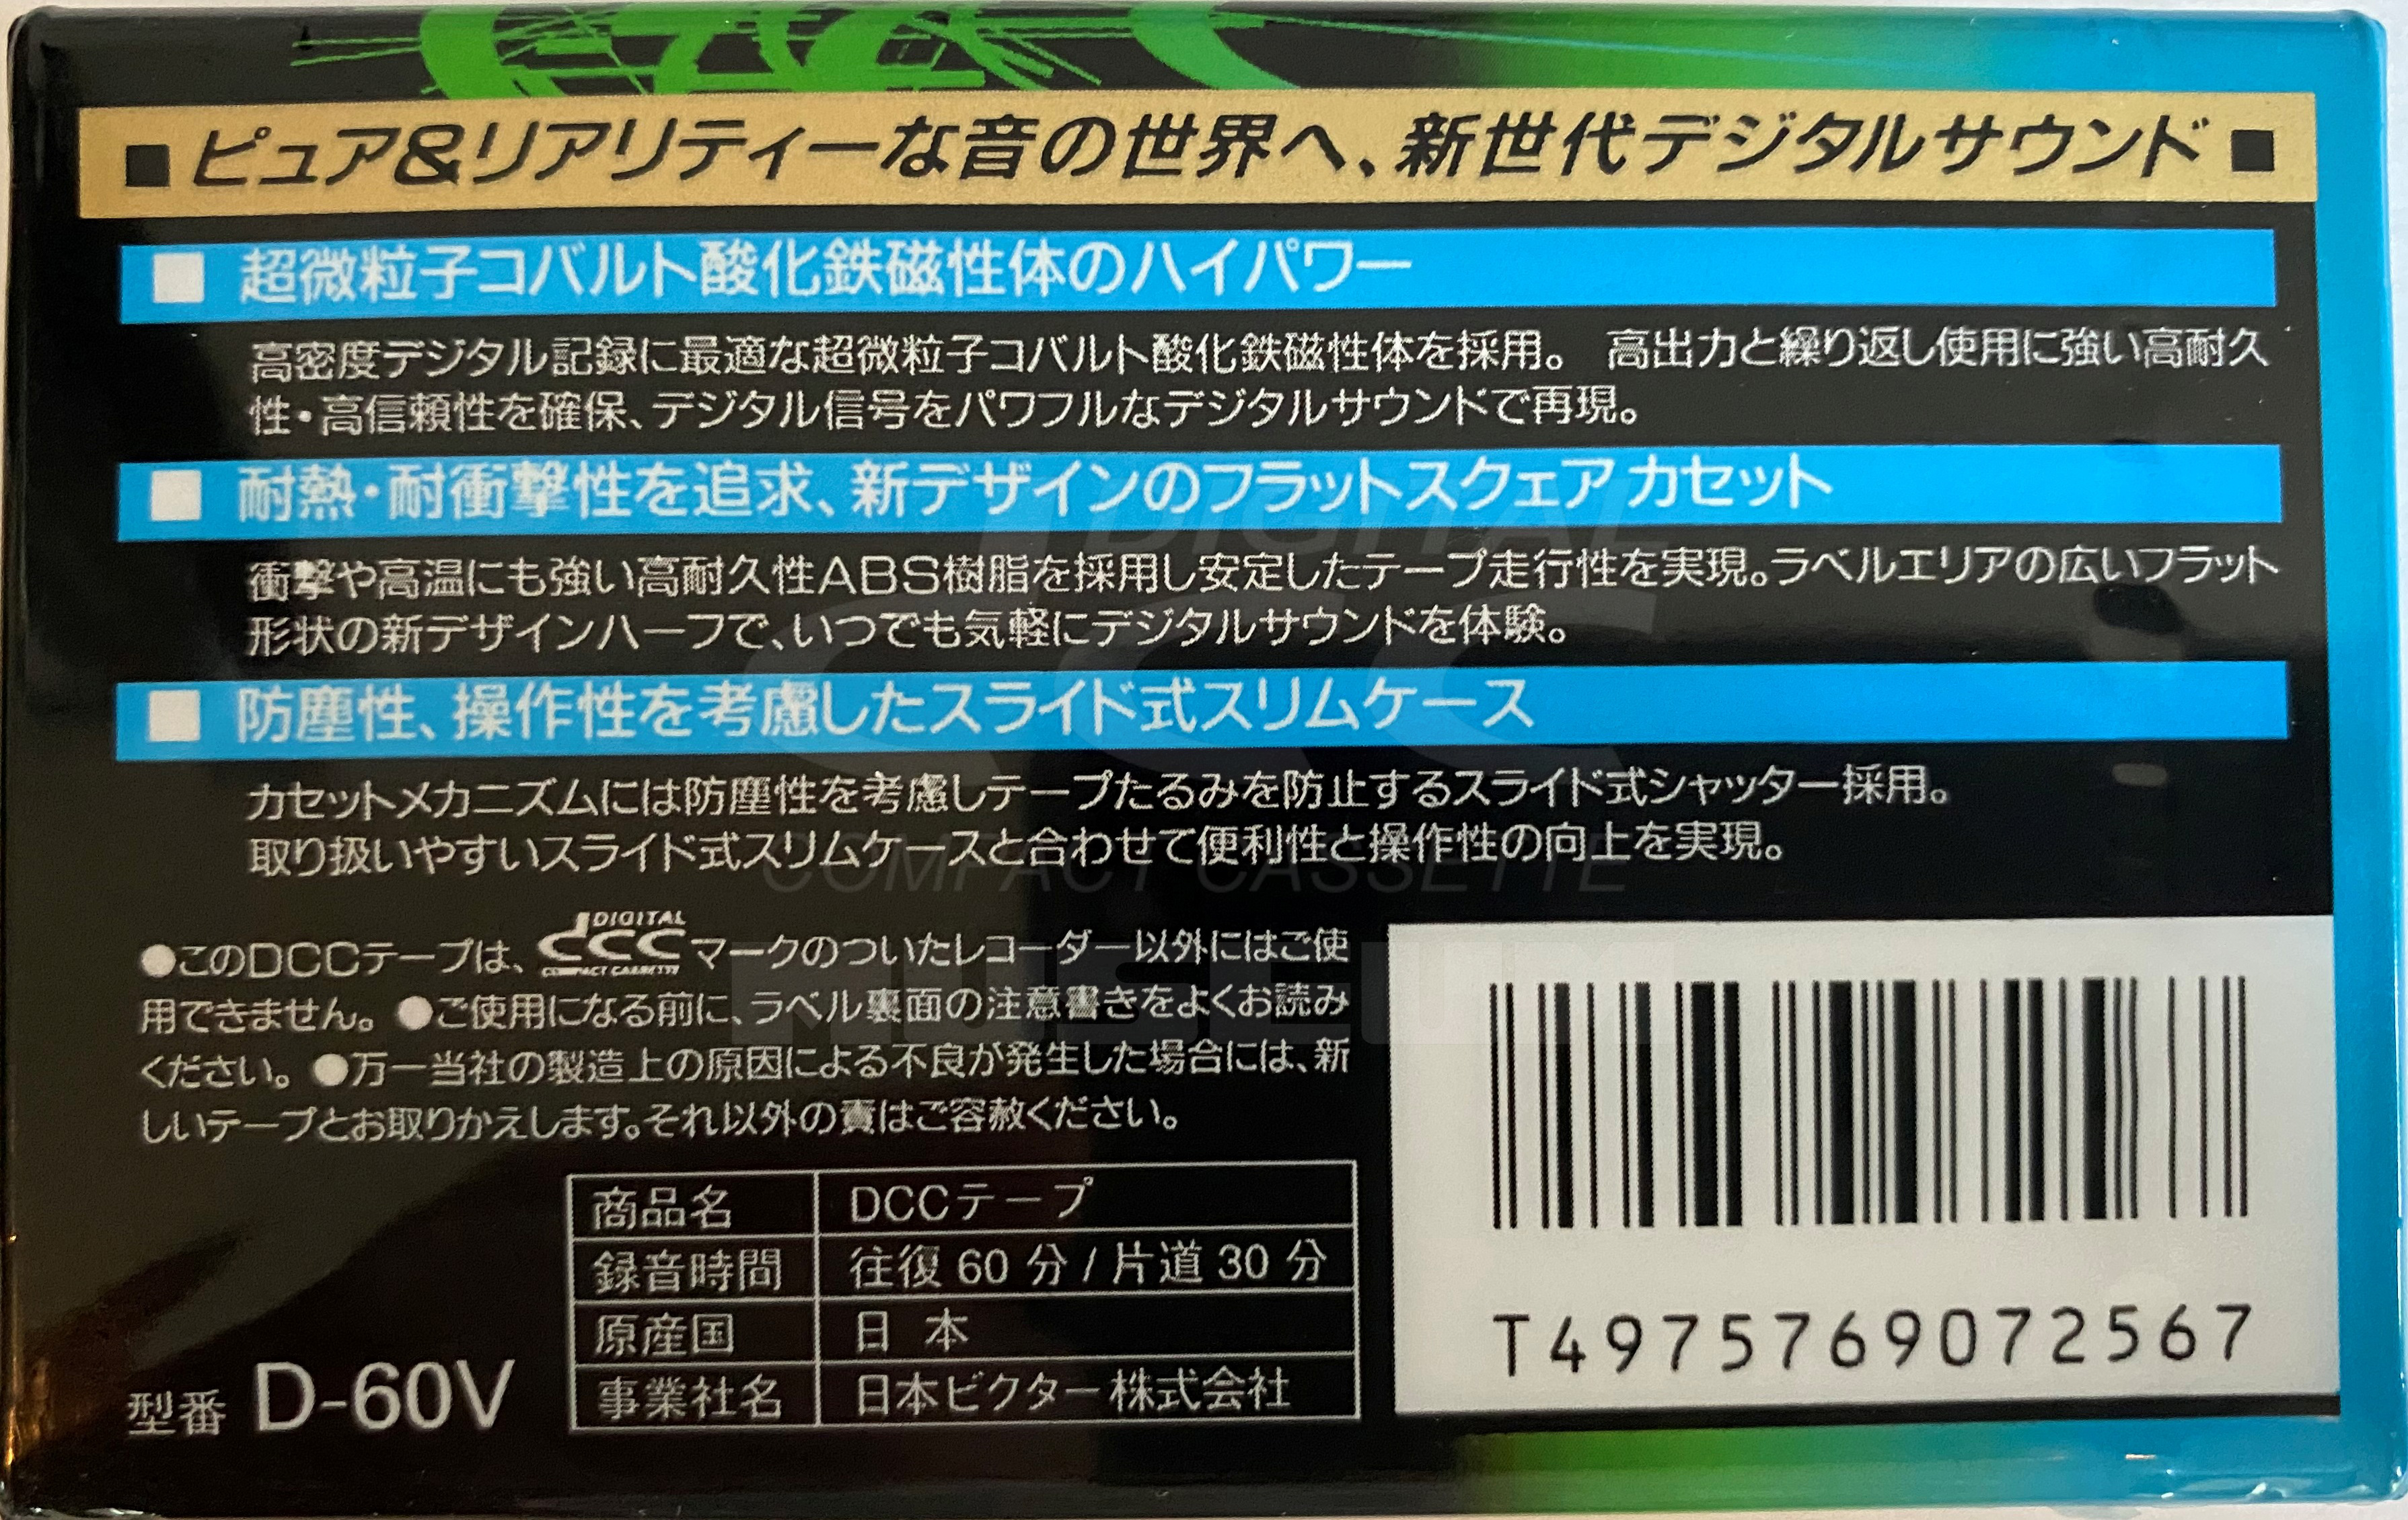 ■ ピュア&リアリティーな音の世界へ、新世代デジタルサウンド ■
■ 超微粒子コバルト酸化鉄磁性体のハイパワー
高密度デジタル記録に最適な超微粒子コバルト酸化鉄磁性体を採用。 高出力と繰り返し使用に強い高耐久
性・高信頼性を確保、デジタル信号をパワフルなデジタルサウンドで再現。
■ 耐熱・耐衝撃性を追求、新デザインのフラットスクェア カセット
衝撃や高温にも強い高耐久性ABS樹脂を採用し安定したテープ走行性を実現。ラベルエリアの広いフラット
形状の新デザインハーフで、いつでも気軽にデジタルサウンドを体験。
■ 防塵性、操作性を考慮したスライド式スリムケース
カセットメカニズムには防塵性を考慮しテープたるみを防止するスライド式シャッター採用。
取り扱いやすいスライド式スリムケースと合わせて便利性と操作性の向上を実現。
DIGITAL
dcc
COMPACT CASSETTE
MUSEUM
●このDCCテープは、DIGITAL dcc COMPACT CASSETTE マークのついたレコーダー以外にはご使
用できません。 ●ご使用になる前に、ラベル裏面の注意書きをよくお読み
ください。 ●万一当社の製造上の原因による不良が発生した場合には、新
しいテープとお取りかえします。それ以外の責はご容赦ください。
商品名 DCCテープ
録音時間 往復 60 分 / 片道 30 分
原産国 日 本
事業社名 日本ビクター株式会社
型番 D-60V
T4975769072567